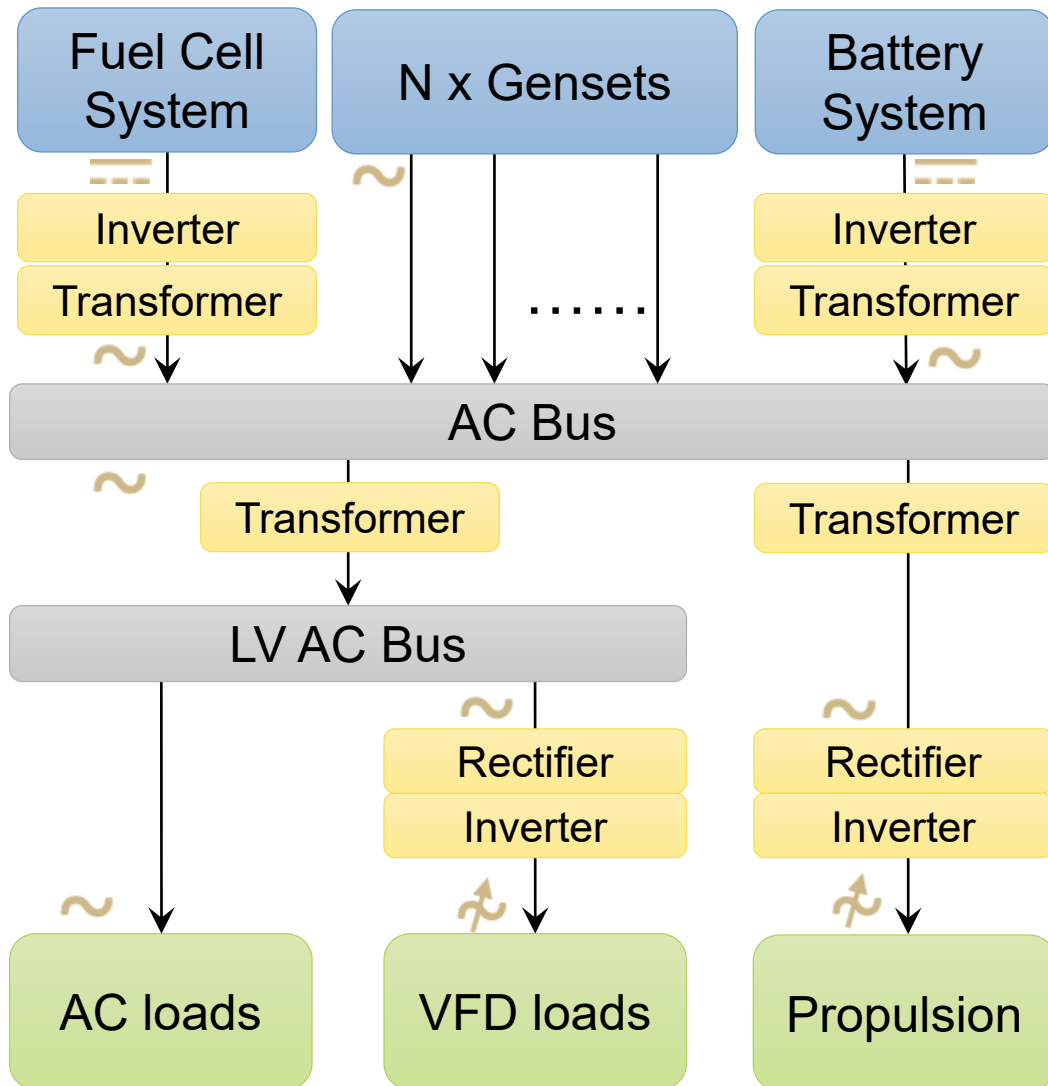 Fuel Cell
System
N x Gensets
Battery
System
Inverter
Transformer
Inverter
Transformer
......
AC Bus
Transformer
Transformer
LV AC Bus
Rectifier
Inverter
Rectifier
Inverter
AC loads
VFD loads
Propulsion